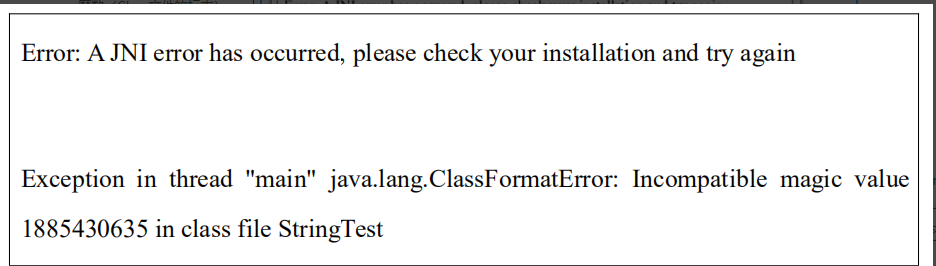 Error: A JNI error has occurred, please check your installation and try again
Exception in thread "main" java.lang.ClassFormatError: Incompatible magic value
1885430635 in class file StringTest